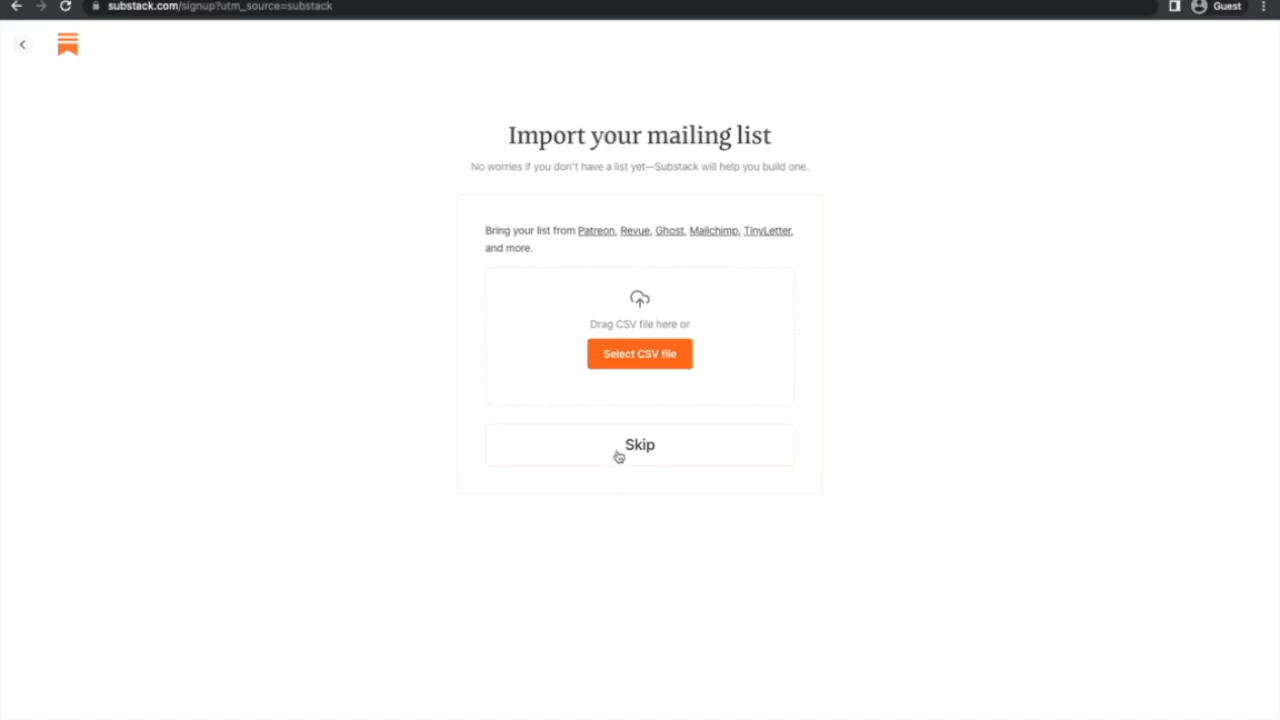 substack.com/signup?utm_source=substack
Guest
Import your mailing list
No worries if you don't have a list yet—Substack will help you build one.
Bring your list from Patreon, Revue, Ghost, Mailchimp, TinyLetter,
and more.
Drag CSV file here or
Select CSV file
Skip